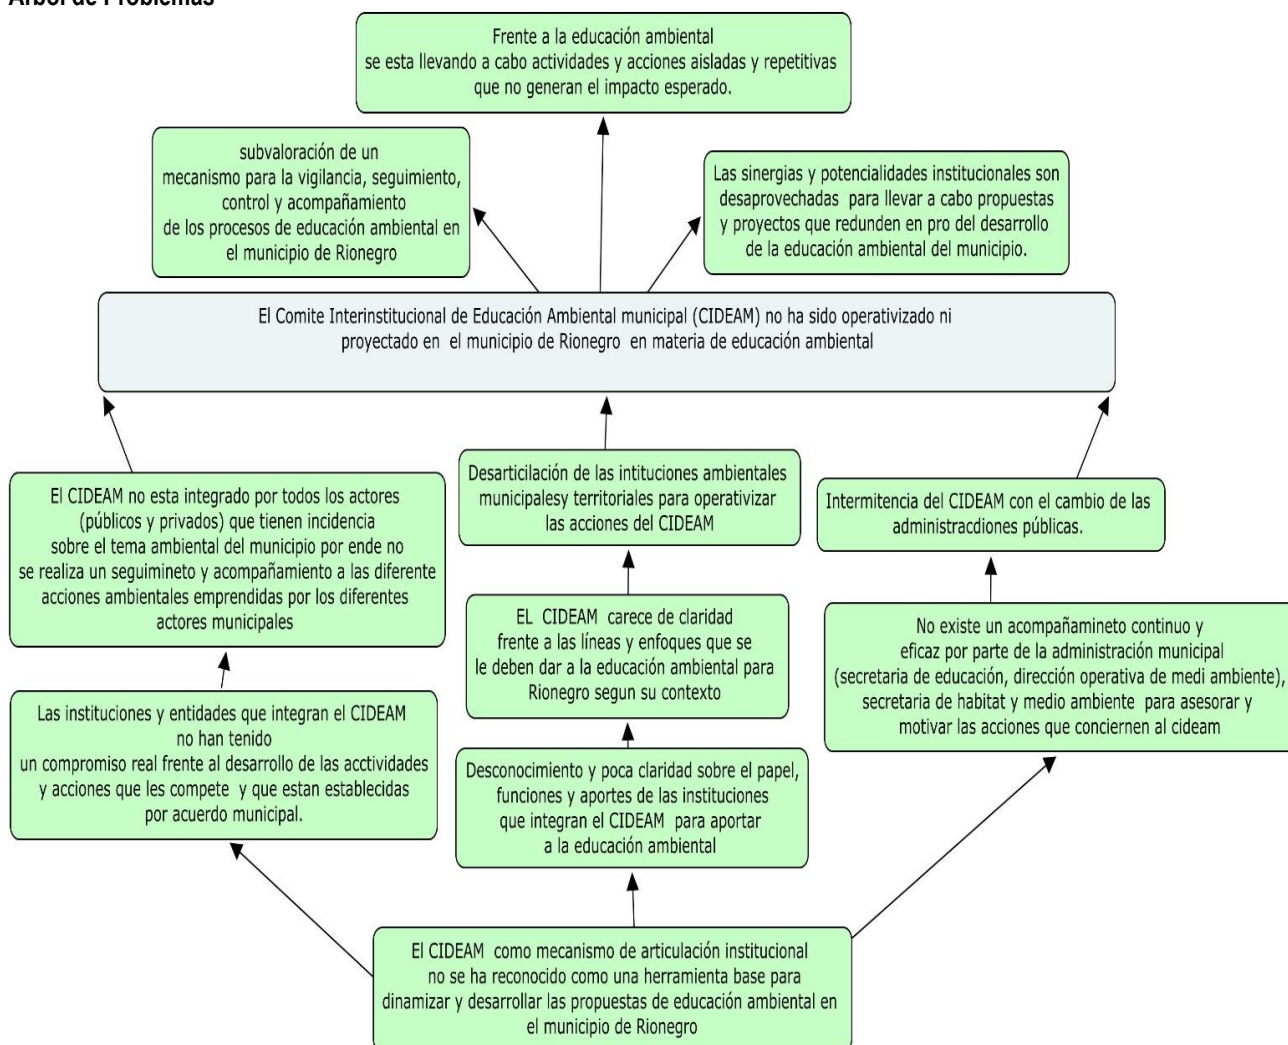 Árbol de Problemas
Frente a la educación ambiental
se esta llevando a cabo actividades y acciones aisladas y repetitivas
que no generan el impacto esperado.
subvaloración de un
mecanismo para la vigilancia, seguimiento,
control y acompañamiento
de los procesos de educación ambiental en
el municipio de Rionegro
Las sinergias y potencialidades institucionales son
desaprovechadas para llevar a cabo propuestas
y proyectos que redunden en pro del desarrollo
de la educación ambiental del municipio.
El Comite Interinstitucional de Educación Ambiental municipal (CIDEAM) no ha sido operativizado ni
proyectado en el municipio de Rionegro en materia de educación ambiental
El CIDEAM no esta integrado por todos los actores
(públicos y privados) que tienen incidencia
sobre el tema ambiental del municipio por ende no
se realiza un seguimineto y acompañamiento a las diferente
acciones ambientales emprendidas por los diferentes
actores municipales
Desarticilación de las intituciones ambientales
municipalesy territoriales para operativizar
las acciones del CIDEAM
Intermitencia del CIDEAM con el cambio de las
administracdiones públicas.
EL CIDEAM carece de claridad
frente a las líneas y enfoques que se
le deben dar a la educación ambiental para
Rionegro segun su contexto
No existe un acompañamineto continuo y
eficaz por parte de la administración municipal
(secretaria de educación, dirección operativa de medi ambiente),
secretaria de habitat y medio ambiente para asesorar y
motivar las acciones que conciernen al cideam
Las instituciones y entidades que integran el CIDEAM
no han tenido
un compromiso real frente al desarrollo de las acctividades
y acciones que les compete y que estan establecidas
por acuerdo municipal.
Desconocimiento y poca claridad sobre el papel,
funciones y aportes de las instituciones
que integran el CIDEAM para aportar
a la educación ambiental
El CIDEAM como mecanismo de articulación institucional
no se ha reconocido como una herramienta base para
dinamizar y desarrollar las propuestas de educación ambiental en
el municipio de Rionegro